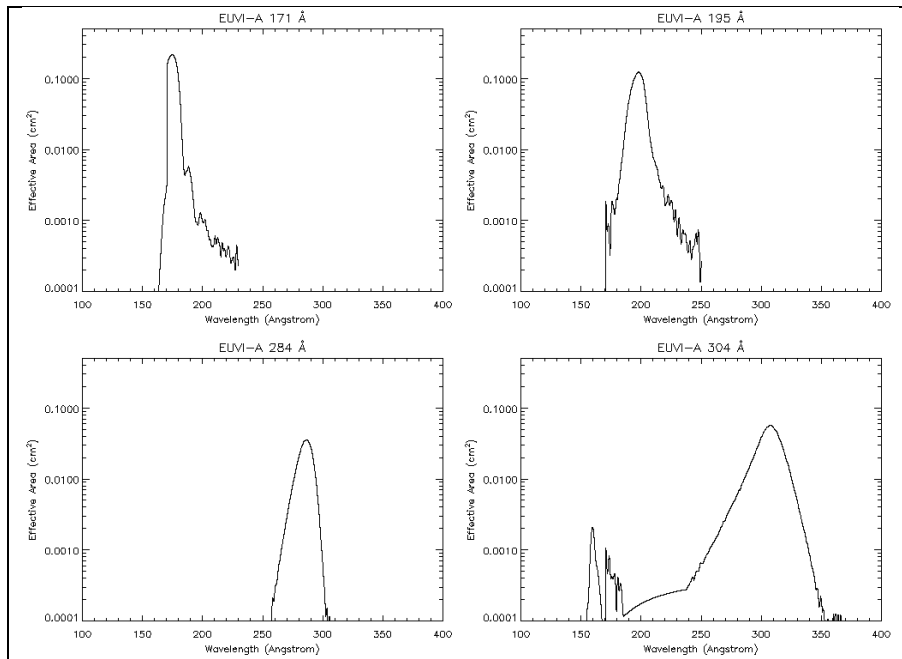 EUVI-A 171 Å
Effective Area (cm²)
0.1000
0.0100
0.0010
0.0001
100 150 200 250 300 350 400
Wavelength (Angstrom)
EUVI-A 195 Å
Effective Area (cm²)
0.1000
0.0100
0.0010
0.0001
100 150 200 250 300 350 400
Wavelength (Angstrom)
EUVI-A 284 Å
Effective Area (cm²)
0.1000
0.0100
0.0010
0.0001
100 150 200 250 300 350 400
Wavelength (Angstrom)
EUVI-A 304 Å
Effective Area (cm²)
0.1000
0.0100
0.0010
0.0001
100 150 200 250 300 350 400
Wavelength (Angstrom)